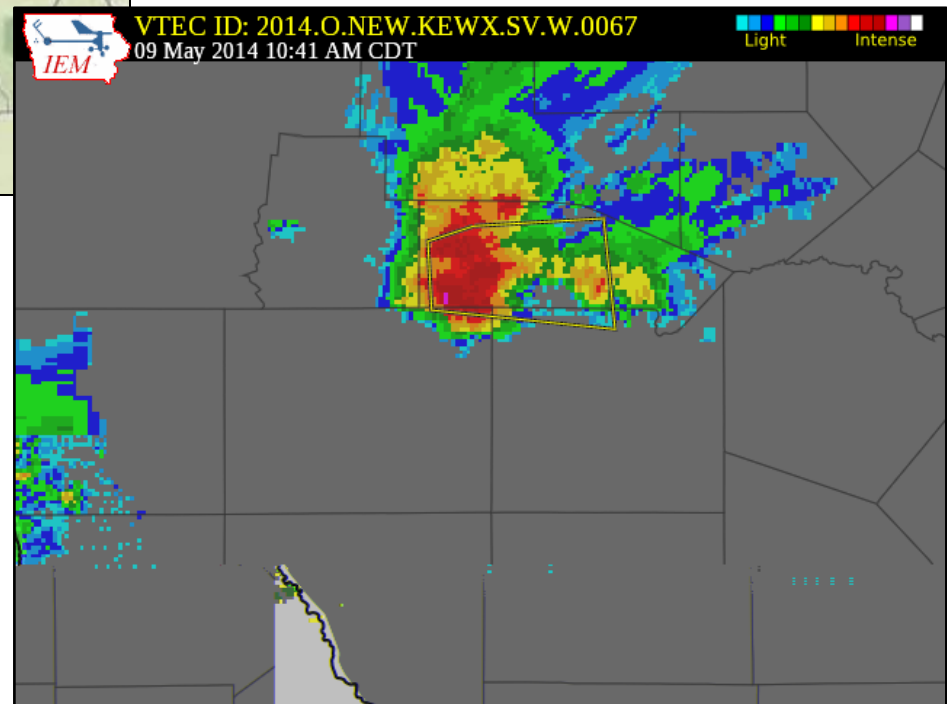 VTEC ID: 2014.O.NEW.KEWX.SV.W.0067
09 May 2014 10:41 AM CDT
IEM
Light Intense